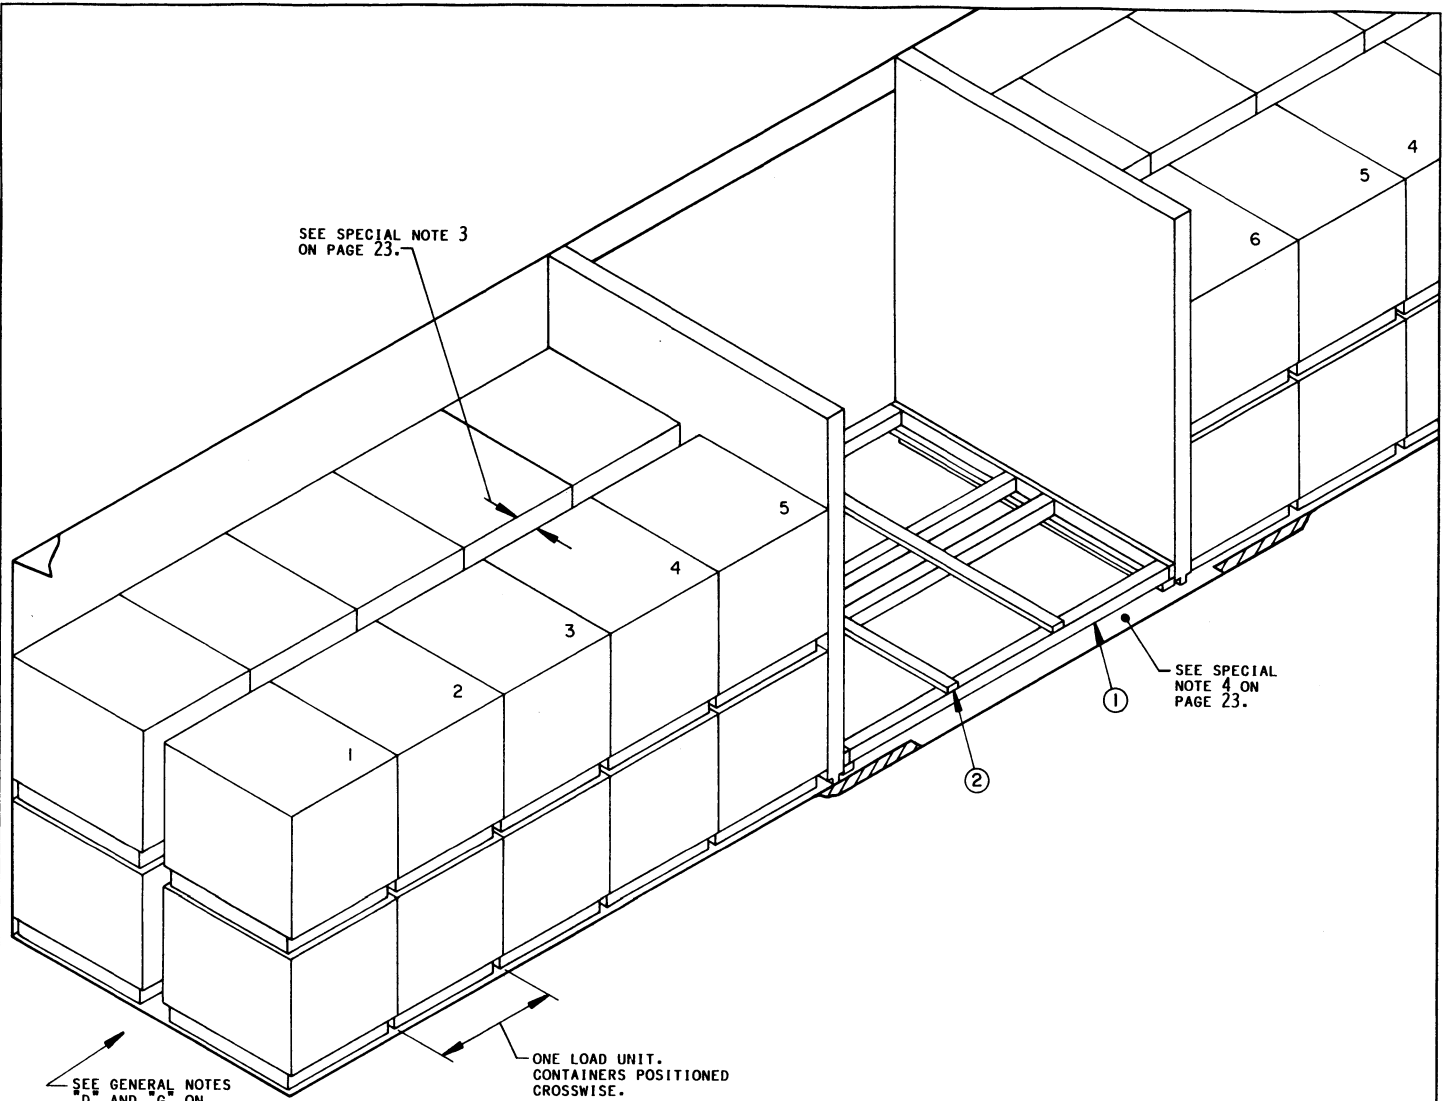 4
5
6
SEE SPECIAL NOTE 3
ON PAGE 23.
5
4
3
2
1
SEE SPECIAL
NOTE 4 ON
PAGE 23.
1
2
ONE LOAD UNIT.
CONTAINERS POSITIONED
CROSSWISE.
SEE GENERAL NOTES
"D" AND "G" ON